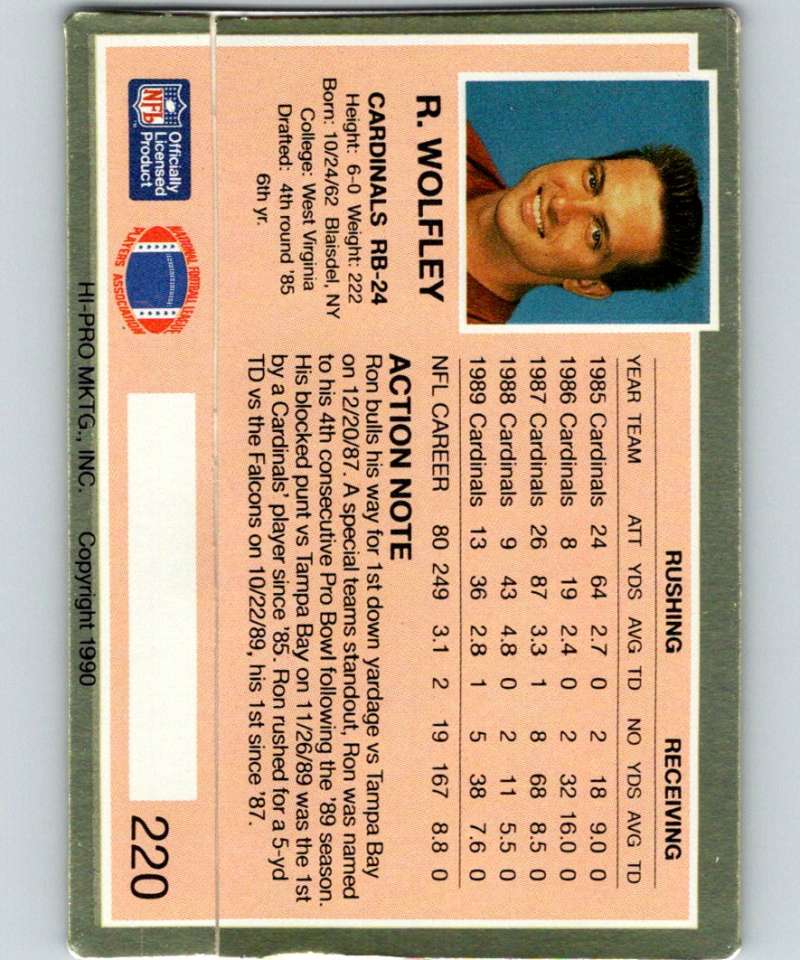 RUSHING RECEIVING
YEAR TEAM ATT YDS AVG TD NO YDS AVG TD
1985 Cardinals 24 64 2.7 0 2 18 9.0 0
1986 Cardinals 8 19 2.4 0 2 32 16.0 0
1987 Cardinals 26 87 3.3 1 8 68 8.5 0
1988 Cardinals 9 43 4.8 0 2 11 5.5 0
1989 Cardinals 13 36 2.8 1 5 38 7.6 0
NFL CAREER 80 249 3.1 2 19 167 8.8 0
R. WOLFLEY
CARDINALS RB-24
Height: 6-0 Weight: 222
Born: 10/24/62 Blaisdel, NY
College: West Virginia
Drafted: 4th round '85
6th yr.
ACTION NOTE
Ron bulls his way for 1st down yardage vs Tampa Bay
on 12/20/87. A special teams standout, Ron was named
to his 4th consecutive Pro Bowl following the '89 season.
His blocked punt vs Tampa Bay on 11/26/89 was the 1st
by a Cardinals' player since '85. Ron rushed for a 5-yd
TD vs the Falcons on 10/22/89, his 1st since '87.
NFL
Officially
Licensed
Product
NATIONAL FOOTBALL LEAGUE
PLAYERS ASSOCIATION
220
HI-PRO MKTG., INC. Copyright 1990